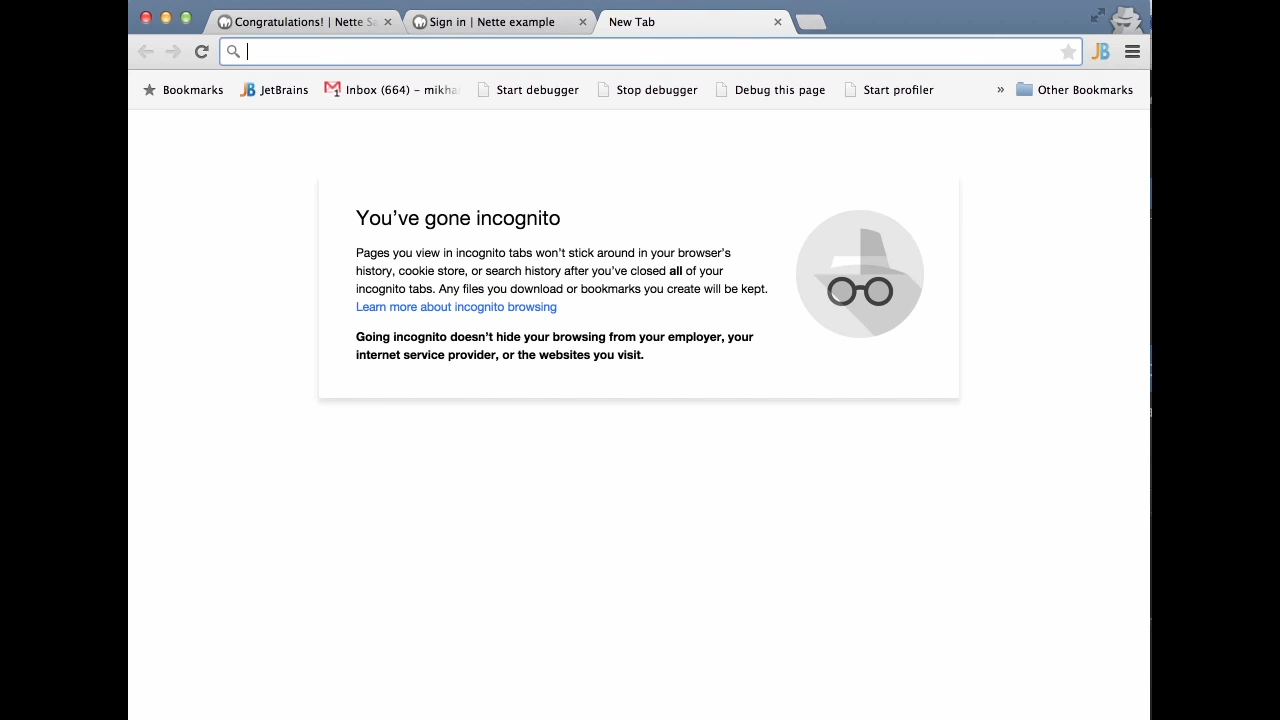 Congratulations! | Nette S
Sign in | Nette example
New Tab
Bookmarks
JB JetBrains
Inbox (664) – mikha
Start debugger
Stop debugger
Debug this page
Start profiler
»
Other Bookmarks
JB
You’ve gone incognito
Pages you view in incognito tabs won’t stick around in your browser’s
history, cookie store, or search history after you’ve closed all of your
incognito tabs. Any files you download or bookmarks you create will be kept.
Learn more about incognito browsing
Going incognito doesn’t hide your browsing from your employer, your
internet service provider, or the websites you visit.